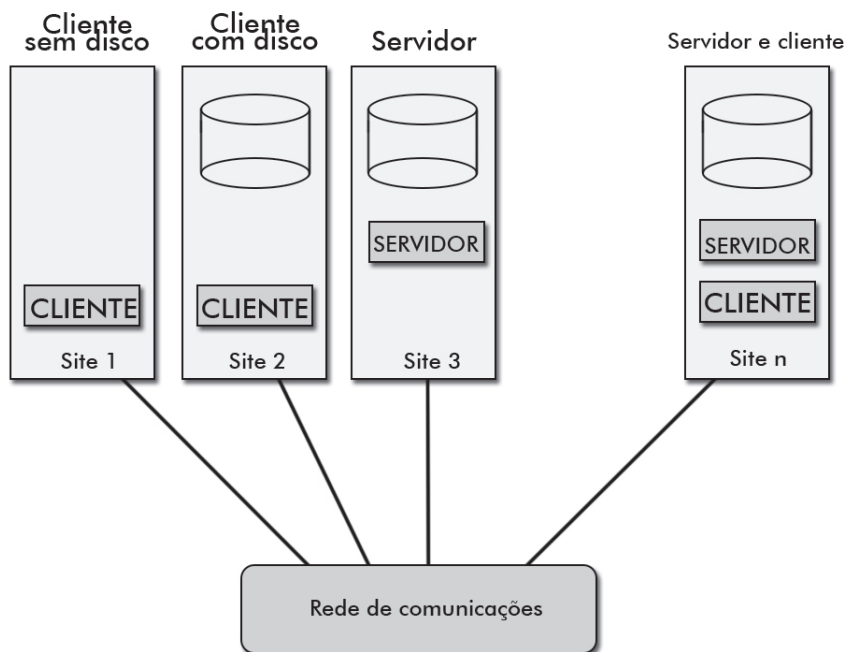 Cliente
sem disco
Cliente
com disco
Servidor
Servidor e cliente
SERVIDOR
SERVIDOR
CLIENTE
CLIENTE
CLIENTE
Site 1
Site 2
Site 3
Site n
Rede de comunicações